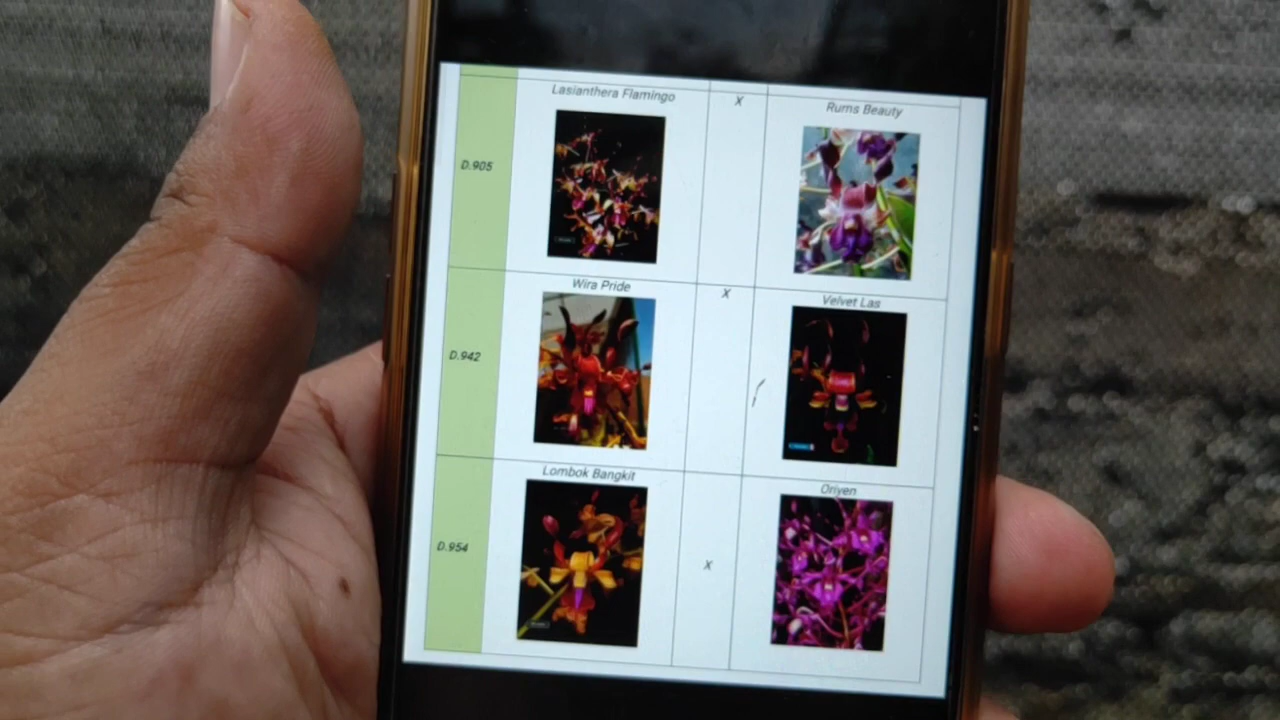 Lasianthera Flamingo
X
Rums Beauty
D.905
Wira Pride
X
Velvet Las
D.942
Lombok Bangkit
Oriyen
D.954
X